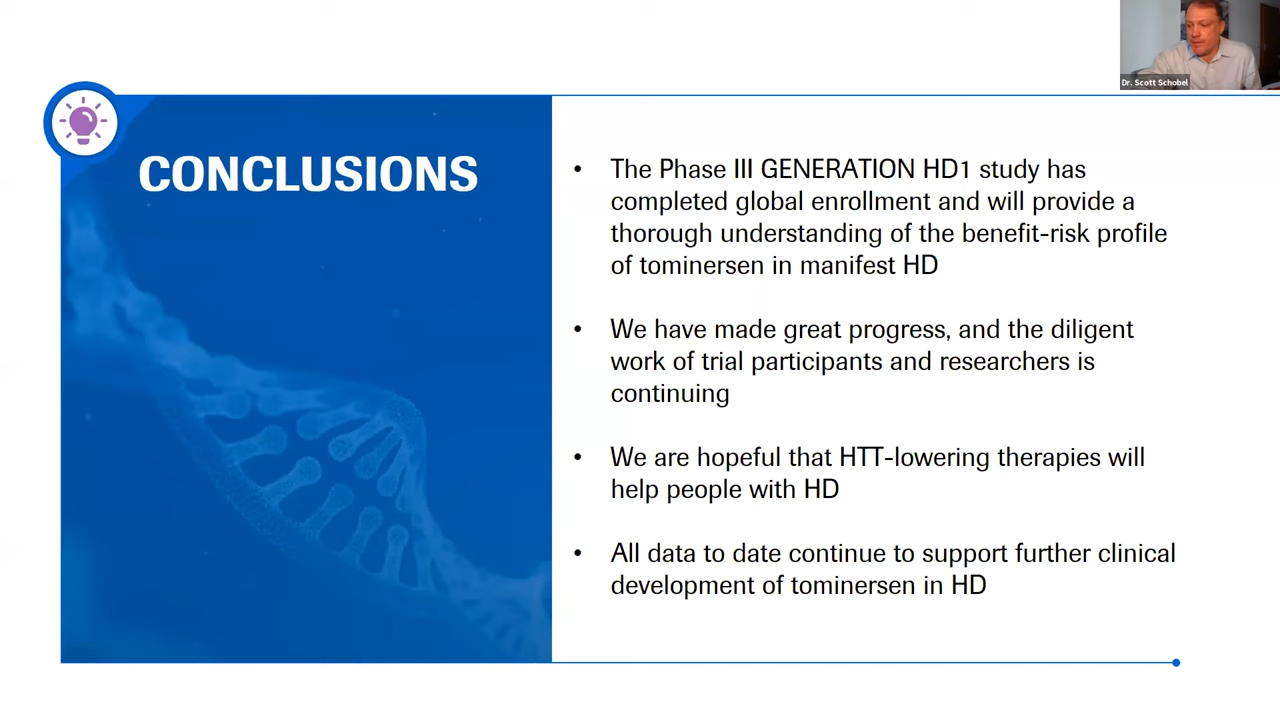 Dr. Scott Schobel
CONCLUSIONS
• The Phase III GENERATION HD1 study has
completed global enrollment and will provide a
thorough understanding of the benefit-risk profile
of tominersen in manifest HD
• We have made great progress, and the diligent
work of trial participants and researchers is
continuing
• We are hopeful that HTT-lowering therapies will
help people with HD
• All data to date continue to support further clinical
development of tominersen in HD